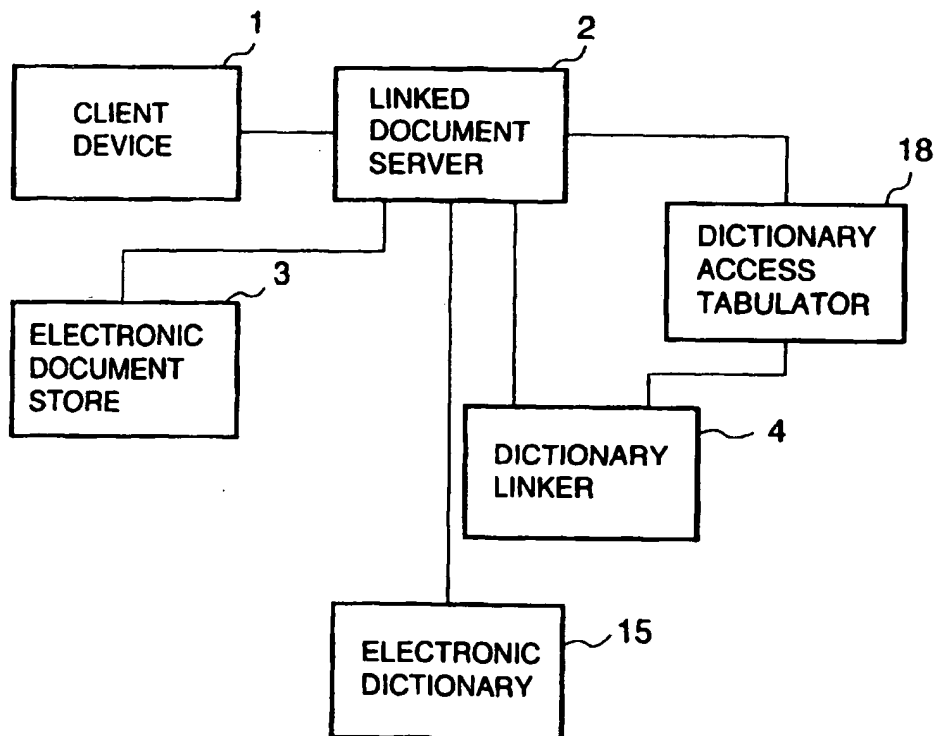 1
CLIENT
DEVICE
2
LINKED
DOCUMENT
SERVER
18
DICTIONARY
ACCESS
TABULATOR
3
ELECTRONIC
DOCUMENT
STORE
4
DICTIONARY
LINKER
15
ELECTRONIC
DICTIONARY